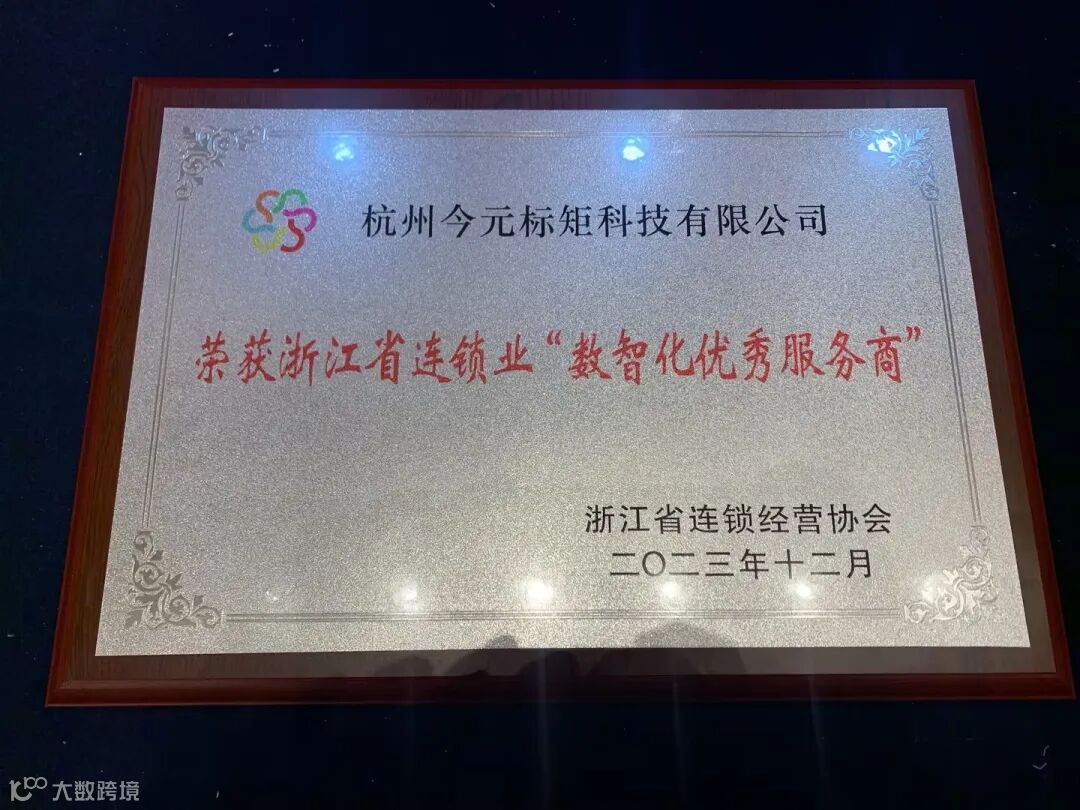 杭州今元标矩科技有限公司
荣获浙江省连锁业“数智化优秀服务商”
浙江省连锁经营协会
二〇二三年十二月
大数跨境